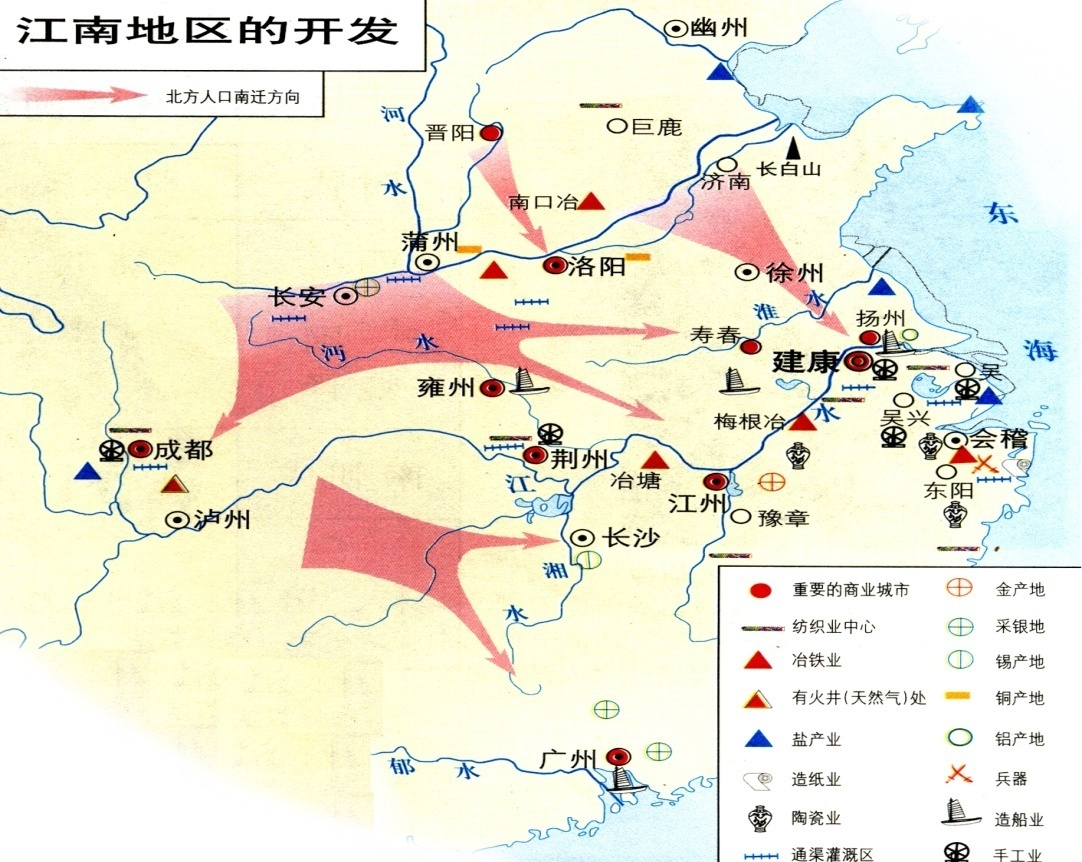 江南地区的开发
北方人口南迁方向
幽州
河
水
晋阳
巨鹿
长白山
济南
南口冶
东
海
蒲州
洛阳
徐州
长安
淮
水
扬州
沔
水
寿春
建康
吴
雍州
水
梅根冶
吴兴
会稽
成都
荆州
冶塘
江
江州
东阳
泸州
豫章
长沙
湘
水
广州
郁
水
重要的商业城市
金产地
纺织业中心
采银地
冶铁业
锡产地
有火井(天然气)处
铜产地
盐产业
铝产地
造纸业
兵器
陶瓷业
造船业
通渠灌溉区
手工业